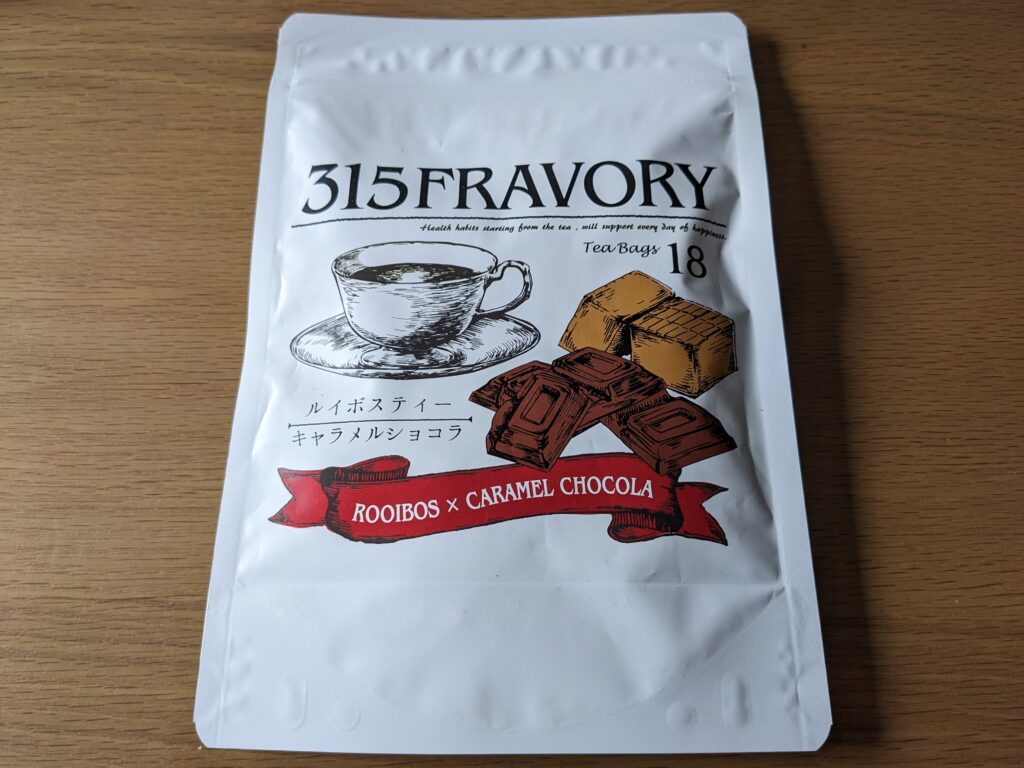 315FRAVORY
Health habits starting from the tea , will support every day of happiness.
Tea Bags 18
ルイボスティー
キャラメルショコラ
ROOIBOS × CARAMEL CHOCOLA